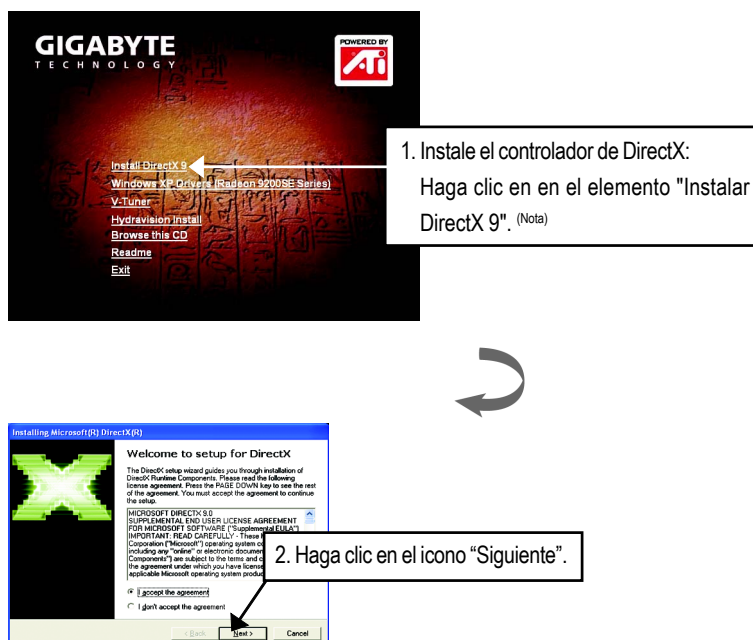 GIGABYTE
TECHNOLOGY
POWERED BY
ATi
Install DirectX 9
Windows XP Drivers (Radeon 9200SE Series)
V-Tuner
Hydravision Install
Browse this CD
Readme
Exit
1. Instale el controlador de DirectX:
Haga clic en en el elemento "Instalar
DirectX 9". (Nota)
Installing Microsoft(R) DirectX(R)
Welcome to setup for DirectX
The DirectX setup wizard guides you through installation of
DirectX Runtime Components. Please read the following
license agreement. Press the PAGE DOWN key to see the rest
of the agreement. You must accept the agreement to continue
the setup.
MICROSOFT DIRECTX 9.0
SUPPLEMENTAL END USER LICENSE AGREEMENT
FOR MICROSOFT SOFTWARE ("Supplemental EULA")
IMPORTANT: READ CAREFULLY - These
Corporation ("Microsoft") operating system
including any "online" or electronic
Components") are subject to the terms and
the agreement under which you have
applicable Microsoft operating system
2. Haga clic en el icono “Siguiente”.
I accept the agreement
I don't accept the agreement
< Back
Next >
Cancel